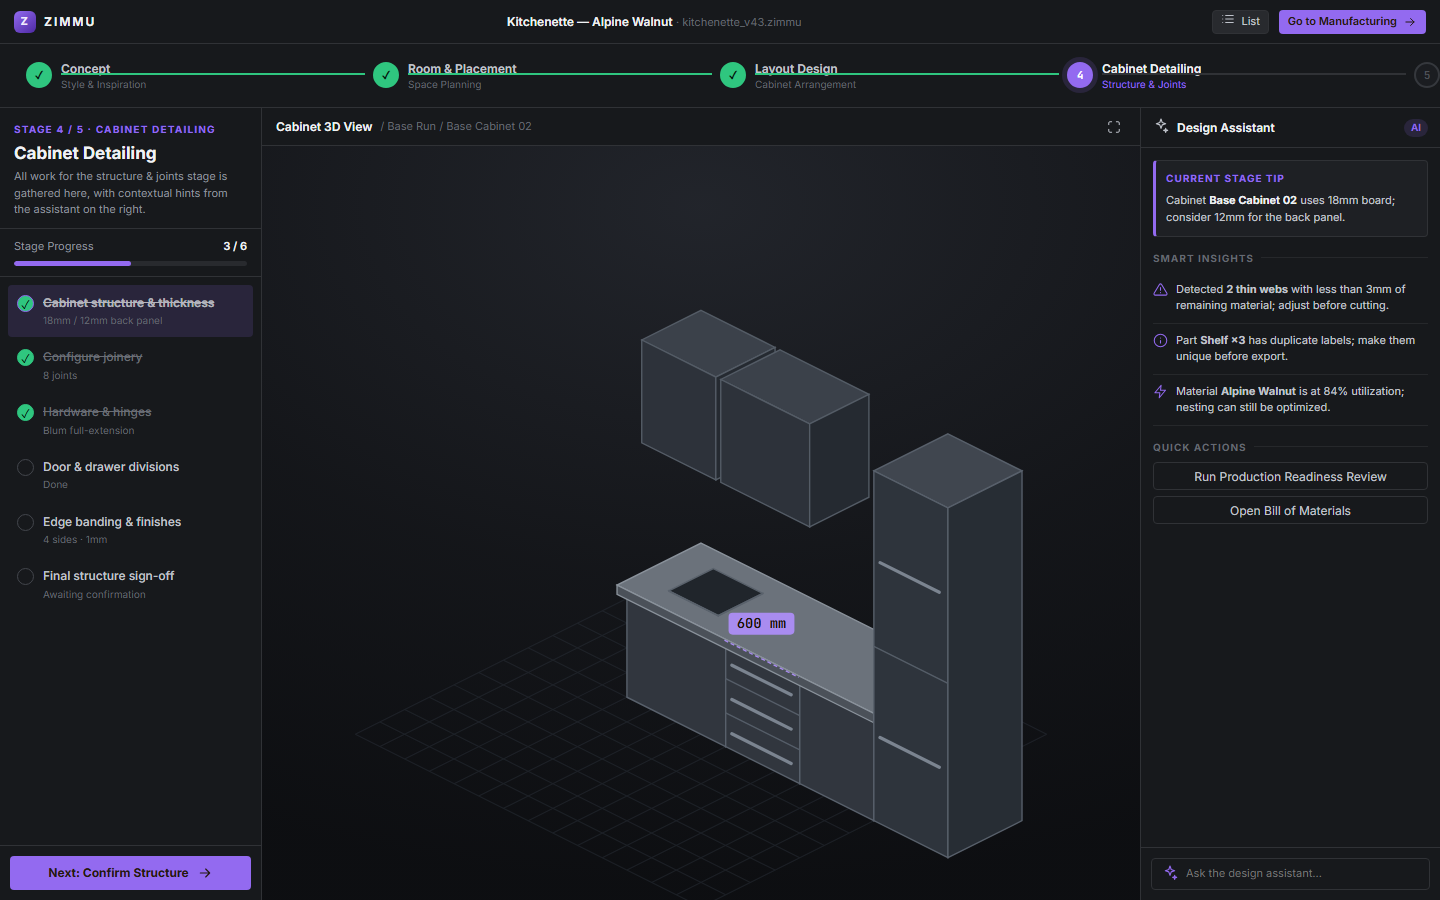 Z ZIMMU
Kitchenette — Alpine Walnut · kitchenette_v43.zimmu
List
Go to Manufacturing →
Concept
Style & Inspiration
Room & Placement
Space Planning
Layout Design
Cabinet Arrangement
4
Cabinet Detailing
Structure & Joints
5
STAGE 4 / 5 · CABINET DETAILING
Cabinet Detailing
All work for the structure & joints stage is
gathered here, with contextual hints from
the assistant on the right.
Stage Progress 3 / 6
Cabinet structure & thickness
18mm / 12mm back panel
Configure joinery
8 joints
Hardware & hinges
Blum full-extension
Door & drawer divisions
Done
Edge banding & finishes
4 sides · 1mm
Final structure sign-off
Awaiting confirmation
Next: Confirm Structure →
Cabinet 3D View / Base Run / Base Cabinet 02
600 mm
Design Assistant AI
CURRENT STAGE TIP
Cabinet Base Cabinet 02 uses 18mm board;
consider 12mm for the back panel.
SMART INSIGHTS
Detected 2 thin webs with less than 3mm of
remaining material; adjust before cutting.
Part Shelf ×3 has duplicate labels; make them
unique before export.
Material Alpine Walnut is at 84% utilization;
nesting can still be optimized.
QUICK ACTIONS
Run Production Readiness Review
Open Bill of Materials
Ask the design assistant...